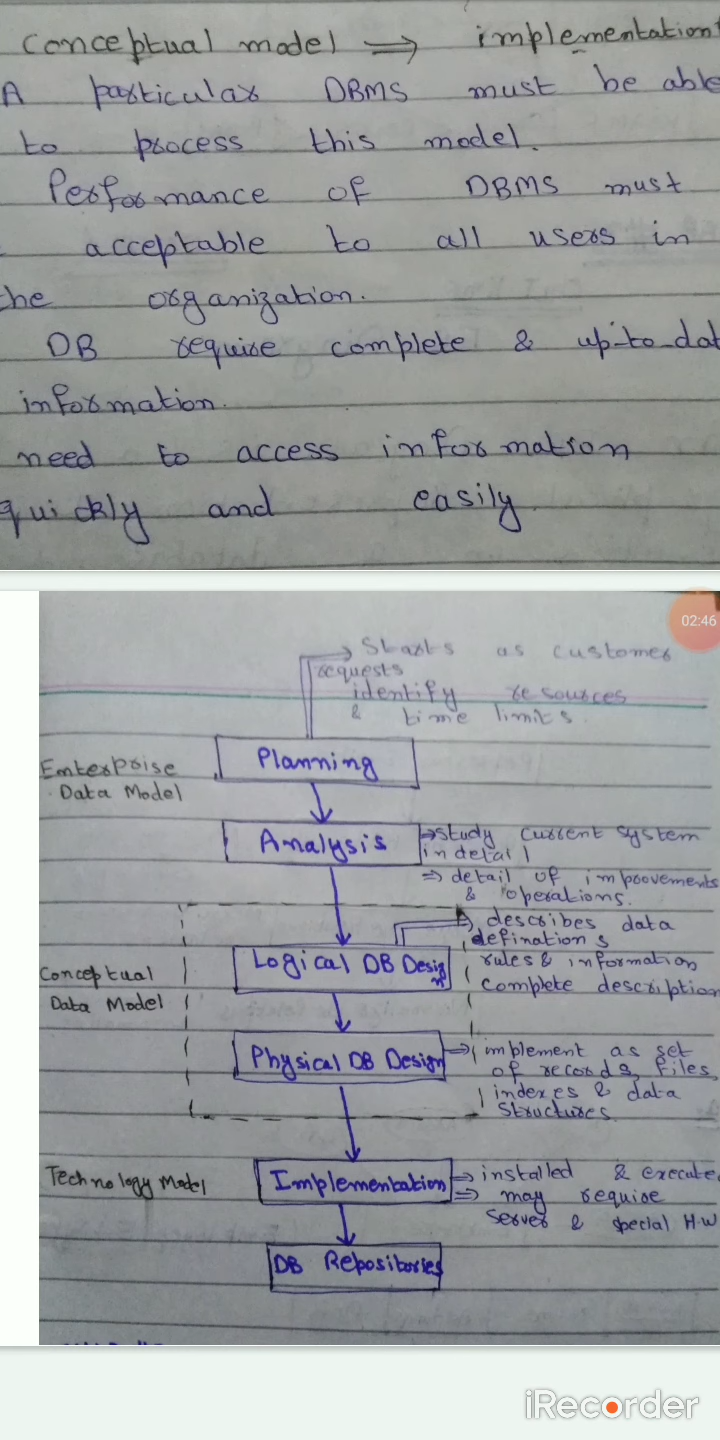 conceptual model ⇒ implementation
A particular DBMS must be able
to process this model.
Performance of DBMS must
acceptable to all users in
he organization.
DB require complete & up-to-dat
information.
need to access information
quickly and easily.
02:46
→ Starts as customer
requests
identify resources
& time limits.
Planning
Enterprise
Data Model
Analysis
⇒ study current system
in detail
⇒ detail of improvements
& operations.
describes data
definations
Logical DB Design
rules & information
complete description
Conceptual
Data Model
Physical DB Design
⇒ implement as set
of records, files,
indexes & data
structures.
Technology Model
Implementation
⇒ installed & execute
⇒ may require
server & special H.W
DB Repositories
iRecorder